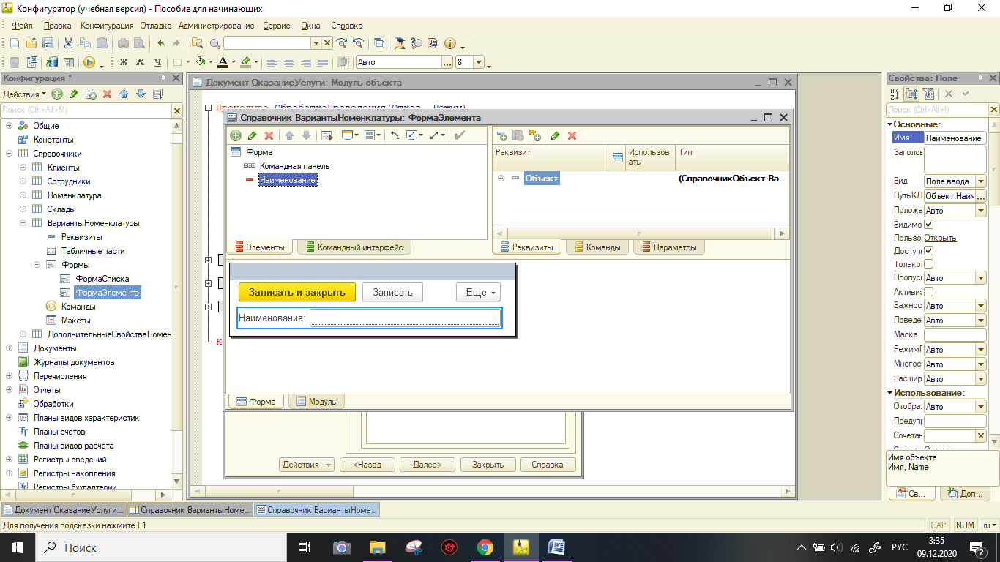 Конфигуратор (учебная версия) - Пособие для начинающих
Файл Правка Конфигурация Отладка Администрирование Сервис Окна Справка
Ж К Ч А Авто ... 8
Конфигурация *
Действия
Поиск (Ctrl+Alt+M)
Общие
Константы
Справочники
Клиенты
Сотрудники
Номенклатура
Склады
ВариантыНоменклатуры
Реквизиты
Табличные части
Формы
ФормаСписка
ФормаЭлемента
Команды
Макеты
ДополнительныеСвойстваНомен
Документы
Журналы документов
Перечисления
Отчеты
Обработки
Планы видов характеристик
Планы счетов
Планы видов расчета
Регистры сведений
Регистры накопления
Регистры бухгалтерии
Документ ОказаниеУслуги: Модуль объекта
Процедура ОбработкаПроведения(Отказ, Режим)
К
Справочник ВариантыНоменклатуры: ФормаЭлемента
Форма
Командная панель
Наименование
Элементы Командный интерфейс
Реквизит Использов
ать Тип
Объект (СправочникОбъект.Ва...
Реквизиты Команды Параметры
Записать и закрыть Записать Еще
Наименование:
Форма Модуль
Действия <Назад Далее> Закрыть Справка
Свойства: Поле
Поиск (Ctrl+Alt+I)
Основные:
Имя Наименование
Заголов
Вид Поле ввода
ПутьКД Объект.Наим ...
Положе Авто
Видимо
Пользо Открыть
Доступн
ТолькоГ
Пропус Авто
Активиз
Важнос Авто
Поведе Авто
Маска
РежимГ Авто
Многос Авто
Расшир Авто
Использование:
Отобра Авто
Предуп
Сочетан
Имя объекта
Имя, Name
Св... Доп...
Документ ОказаниеУслуги:... Справочник ВариантыНоме... Справочник ВариантыНоме...
Для получения подсказки нажмите F1
CAP NUM ru
Поиск
РУС
3:35
09.12.2020
2